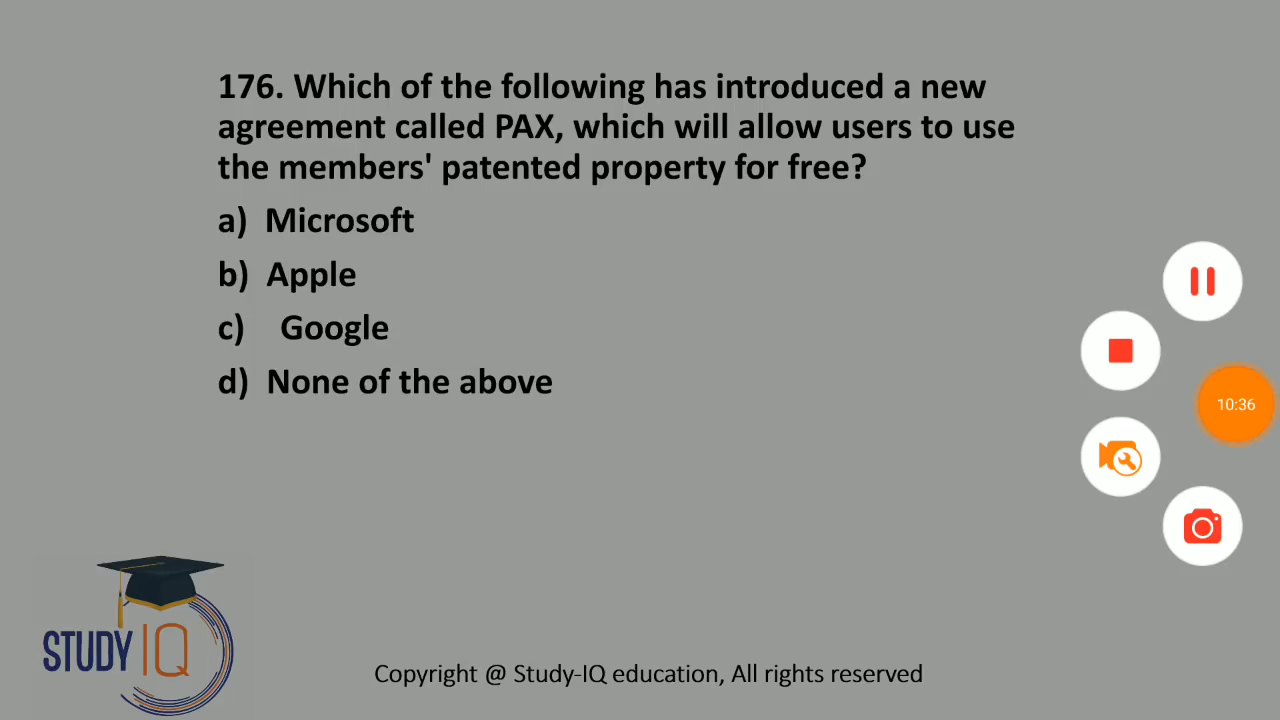 176. Which of the following has introduced a new
agreement called PAX, which will allow users to use
the members' patented property for free?
a) Microsoft
b) Apple
c) Google
d) None of the above
10:36
STUDY IQ
Copyright @ Study-IQ education, All rights reserved